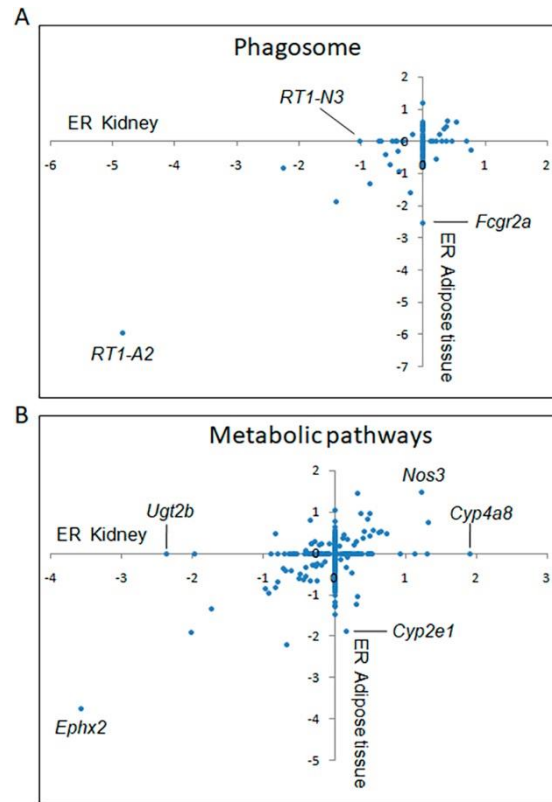 A
Phagosome
2
RT1-N3
1
ER Kidney
0
-6 -5 -4 -3 -2 -1 0 1 2
-1
-2
Fcgr2a
-3
-4
ER Adipose tissue
-5
RT1-A2
-6
-7
B
Metabolic pathways
2
Nos3
Ugt2b
1
Cyp4a8
ER Kidney
0
-4 -3 -2 -1 0 1 2 3
-1
Cyp2e1
-2
-3
ER Adipose tissue
Ephx2
-4
-5